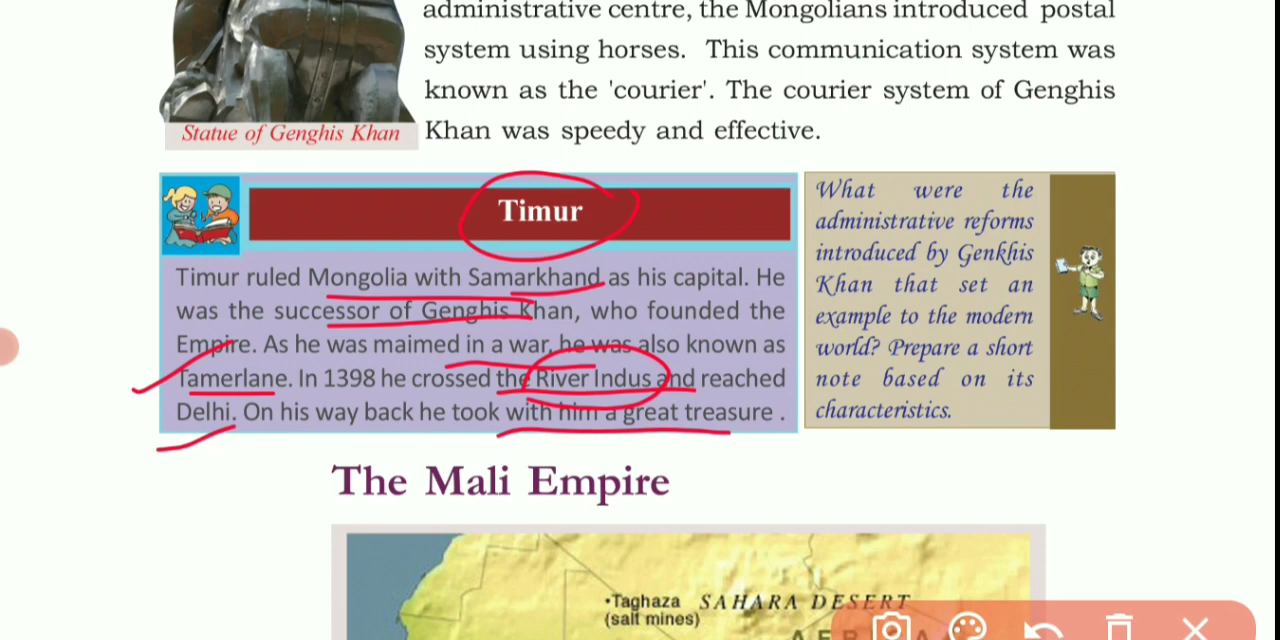 administrative centre, the Mongolians introduced postal
system using horses. This communication system was
known as the 'courier'. The courier system of Genghis
Khan was speedy and effective.
Statue of Genghis Khan
Timur
Timur ruled Mongolia with Samarkhand as his capital. He
was the successor of Genghis Khan, who founded the
Empire. As he was maimed in a war, he was also known as
Tamerlane. In 1398 he crossed the River Indus and reached
Delhi. On his way back he took with him a great treasure .
What were the
administrative reforms
introduced by Genkhis
Khan that set an
example to the modern
world? Prepare a short
note based on its
characteristics.
The Mali Empire
•Taghaza
(salt mines)
SAHARA DESERT